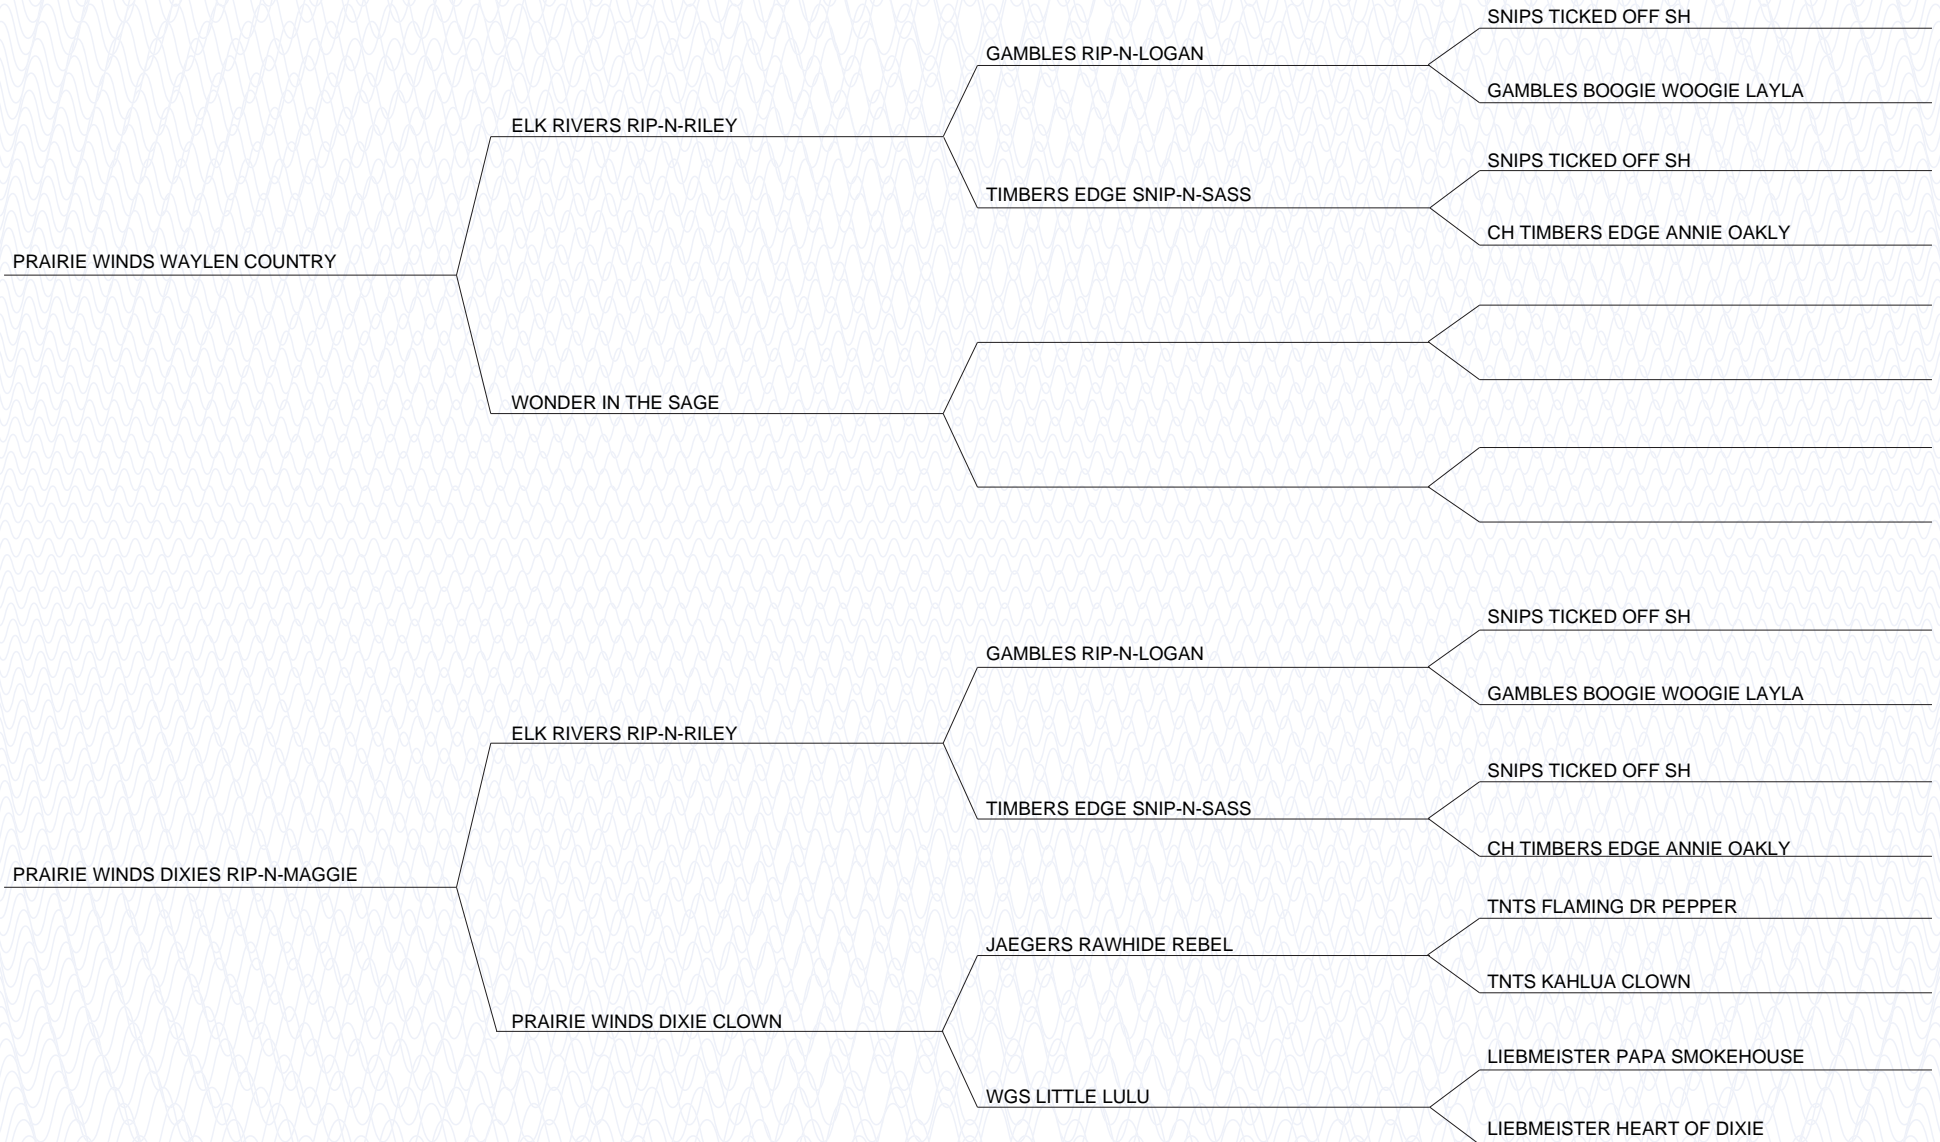 SNIPS TICKED OFF SH
GAMBLES RIP-N-LOGAN
GAMBLES BOOGIE WOOGIE LAYLA
ELK RIVERS RIP-N-RILEY
SNIPS TICKED OFF SH
TIMBERS EDGE SNIP-N-SASS
CH TIMBERS EDGE ANNIE OAKLY
PRAIRIE WINDS WAYLEN COUNTRY
WONDER IN THE SAGE
SNIPS TICKED OFF SH
GAMBLES RIP-N-LOGAN
GAMBLES BOOGIE WOOGIE LAYLA
ELK RIVERS RIP-N-RILEY
SNIPS TICKED OFF SH
TIMBERS EDGE SNIP-N-SASS
CH TIMBERS EDGE ANNIE OAKLY
PRAIRIE WINDS DIXIES RIP-N-MAGGIE
TNTS FLAMING DR PEPPER
JAEGERS RAWHIDE REBEL
TNTS KAHLUA CLOWN
PRAIRIE WINDS DIXIE CLOWN
LIEBMEISTER PAPA SMOKEHOUSE
WGS LITTLE LULU
LIEBMEISTER HEART OF DIXIE